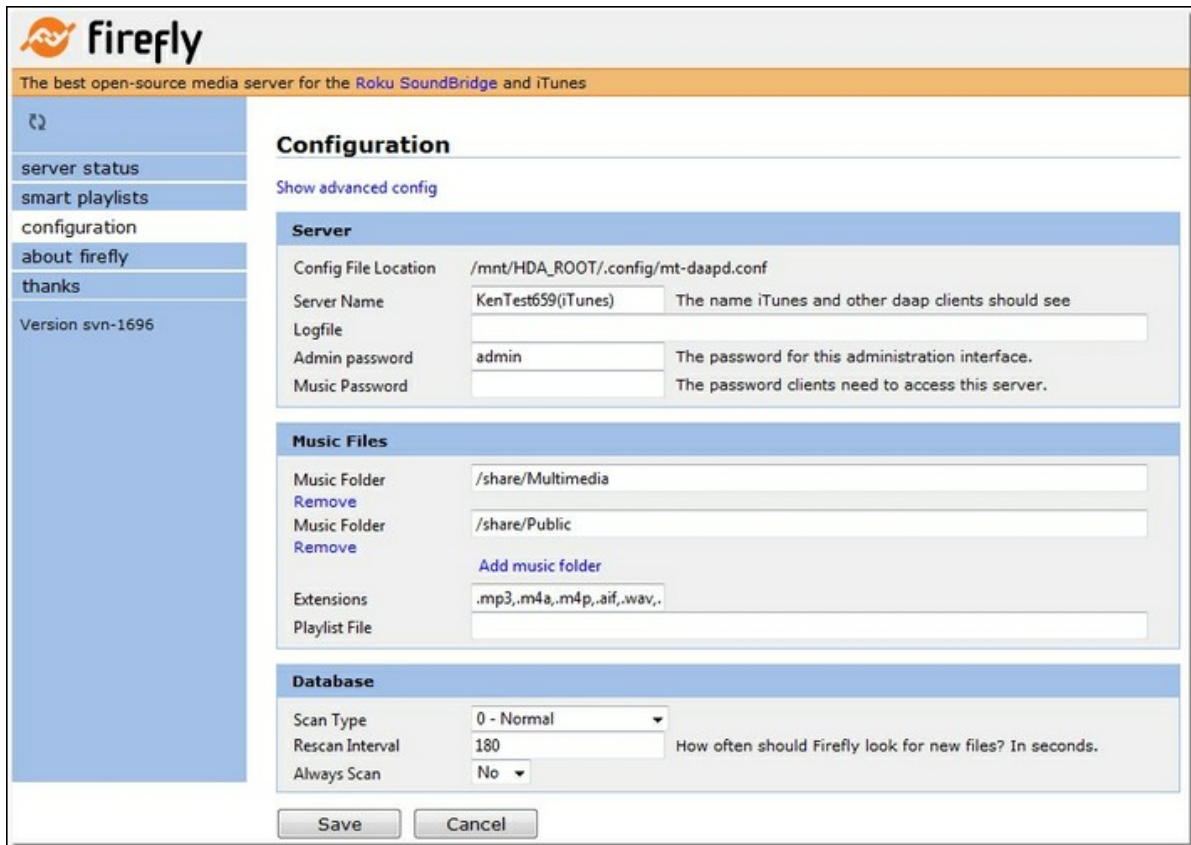 firefly
The best open-source media server for the Roku SoundBridge and iTunes
server status
smart playlists
configuration
about firefly
thanks
Version svn-1696
Configuration
Show advanced config
Server
Config File Location /mnt/HDA_ROOT/.config/mt-daapd.conf
Server Name KenTest659(iTunes) The name iTunes and other daap clients should see
Logfile
Admin password admin The password for this administration interface.
Music Password The password clients need to access this server.
Music Files
Music Folder /share/Multimedia
Remove
Music Folder /share/Public
Remove
Add music folder
Extensions .mp3,.m4a,.m4p,.aif,.wav,.
Playlist File
Database
Scan Type 0 - Normal
Rescan Interval 180 How often should Firefly look for new files? In seconds.
Always Scan No
Save Cancel